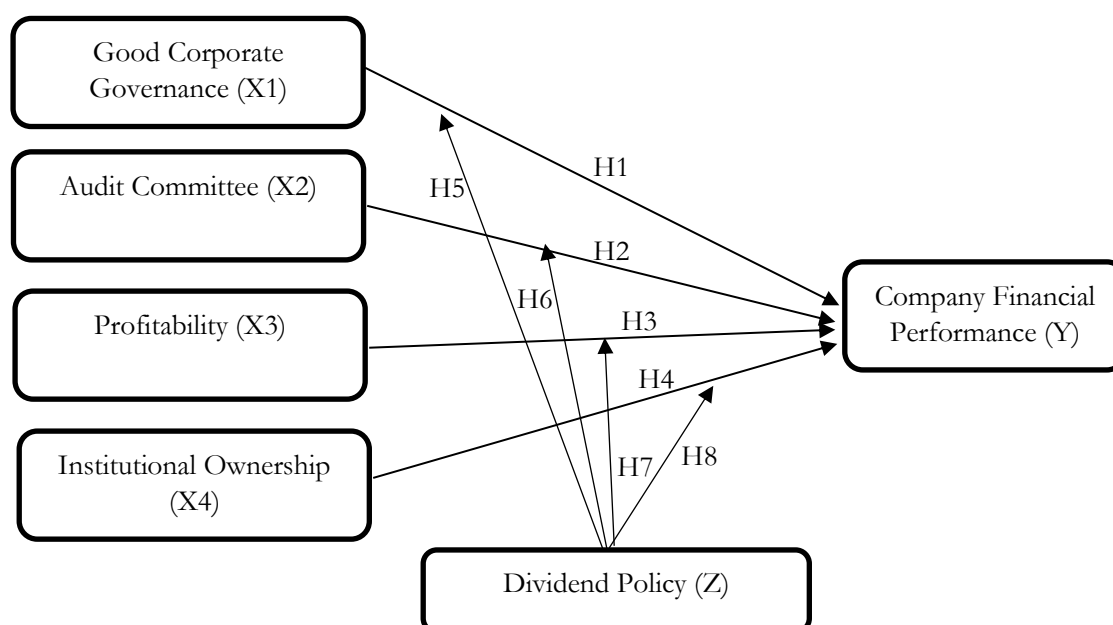 Good Corporate
Governance (X1)
H1
Audit Committee (X2)
H5
H2
H6
Company Financial
Performance (Y)
Profitability (X3)
H3
H4
Institutional Ownership
(X4)
H7
H8
Dividend Policy (Z)